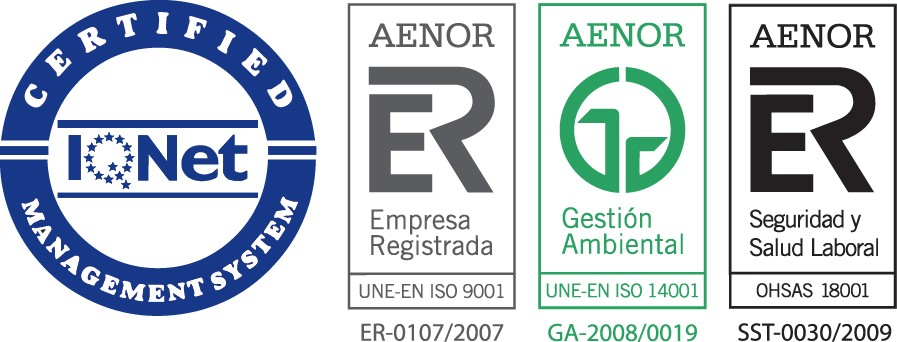 CERTIFIED
IQNet
MANAGEMENT SYSTEM
AENOR
ER
Empresa
Registrada
UNE-EN ISO 9001
ER-0107/2007
AENOR
Gestión
Ambiental
UNE-EN ISO 14001
GA-2008/0019
AENOR
ER
Seguridad y
Salud Laboral
OHSAS 18001
SST-0030/2009